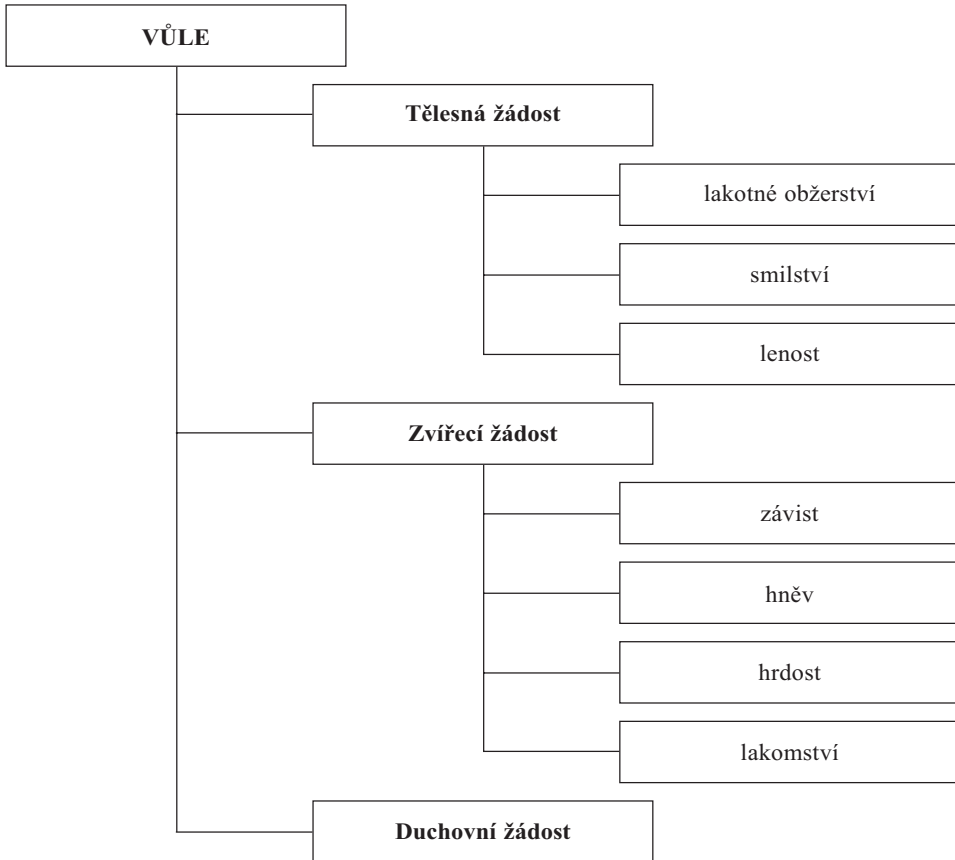 VŮLE
Tělesná žádost
lakotné obžerství
smilství
lenost
Zvířecí žádost
závist
hněv
hrdost
lakomství
Duchovní žádost